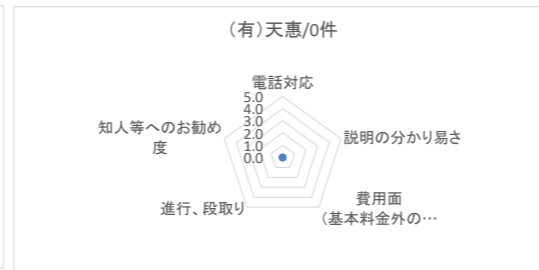 （有）天恵/0件
電話対応
5.0
4.0
3.0
2.0
1.0
0.0
説明の分かり易さ
費用面
（基本料金外の…
進行、段取り
知人等へのお勧め
度